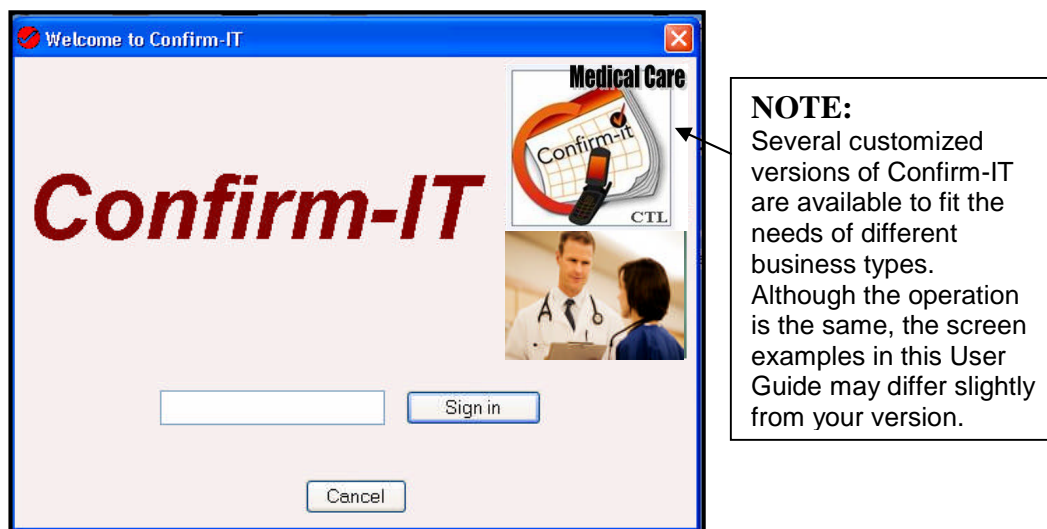 Welcome to Confirm-IT
Medical Care
Confirm-it
CTL
Confirm-IT
Sign in
Cancel
NOTE:
Several customized
versions of Confirm-IT
are available to fit the
needs of different
business types.
Although the operation
is the same, the screen
examples in this User
Guide may differ slightly
from your version.